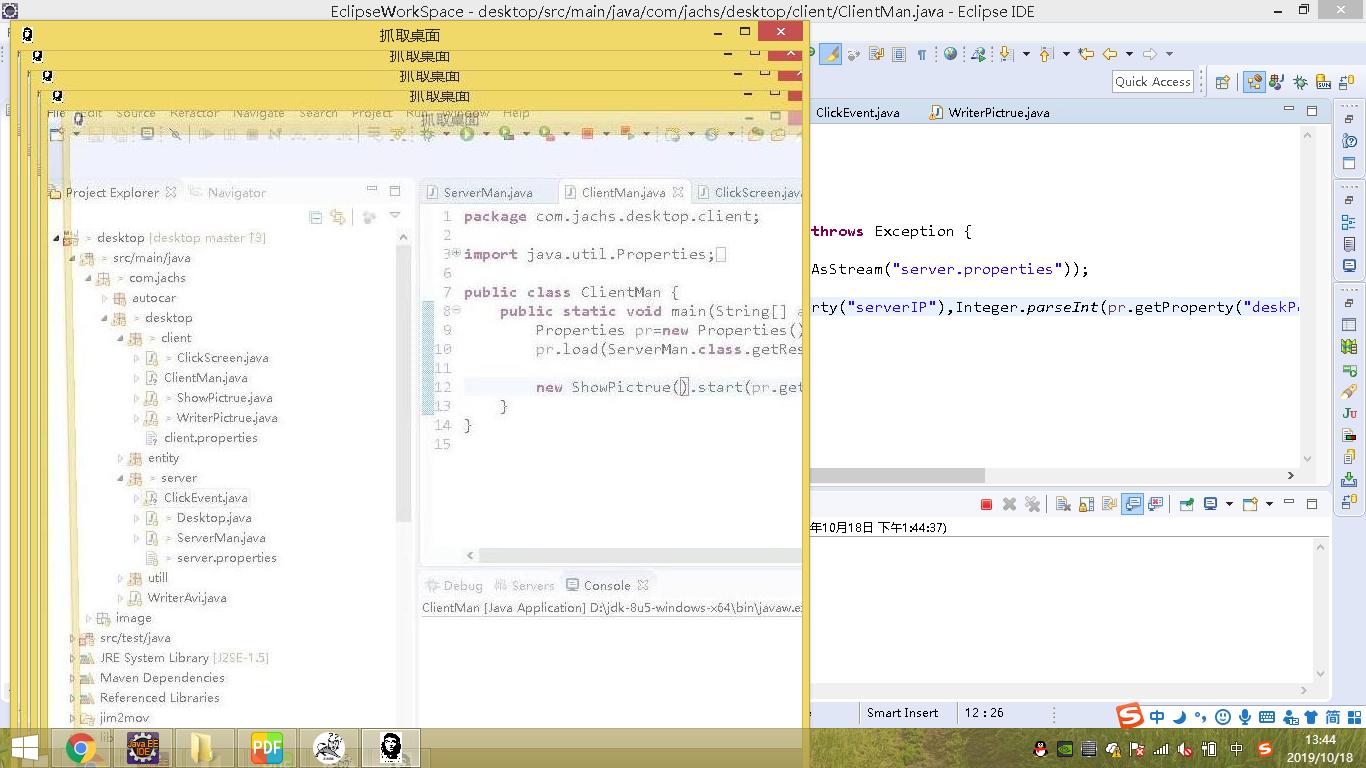 EclipseWorkSpace - desktop/src/main/java/com/jachs/desktop/client/ClientMan.java - Eclipse IDE
抓取桌面
抓取桌面
抓取桌面
抓取桌面
File Edit Source Refactor Navigate Search Project Run Window Help
抓取桌面
Quick Access
ClickEvent.java WriterPictrue.java
Project Explorer Navigator
ServerMan.java ClientMan.java ClickScreen.java
desktop [desktop master ↑3]
src/main/java
com.jachs
autocar
desktop
client
ClickScreen.java
ClientMan.java
ShowPictrue.java
WriterPictrue.java
client.properties
entity
server
ClickEvent.java
Desktop.java
ServerMan.java
server.properties
utill
WriterAvi.java
image
src/test/java
JRE System Library [J2SE-1.5]
Maven Dependencies
Referenced Libraries
jim2mov
lib
1 package com.jachs.desktop.client;
2
3 import java.util.Properties;
6
7 public class ClientMan {
8 public static void main(String[] a
throws Exception {
9 Properties pr=new Properties()
10 pr.load(ServerMan.class.getRes
AsStream("server.properties"));
11
12 new ShowPictrue().start(pr.get
rty("serverIP"),Integer.parseInt(pr.getProperty("deskP
13 }
14 }
15
Debug Servers Console
ClientMan [Java Application] D:\jdk-8u5-windows-x64\bin\javaw.e
年10月18日 下午1:44:37)
Smart Insert 12 : 26
中 简
Java EE IDE
PDF
中
13:44
2019/10/18